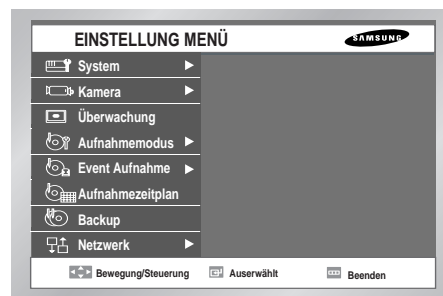 EINSTELLUNG MENÜ
SAMSUNG
System
Kamera
Überwachung
Aufnahmemodus
Event Aufnahme
Aufnahmezeitplan
Backup
Netzwerk
Bewegung/Steuerung Auserwählt Beenden